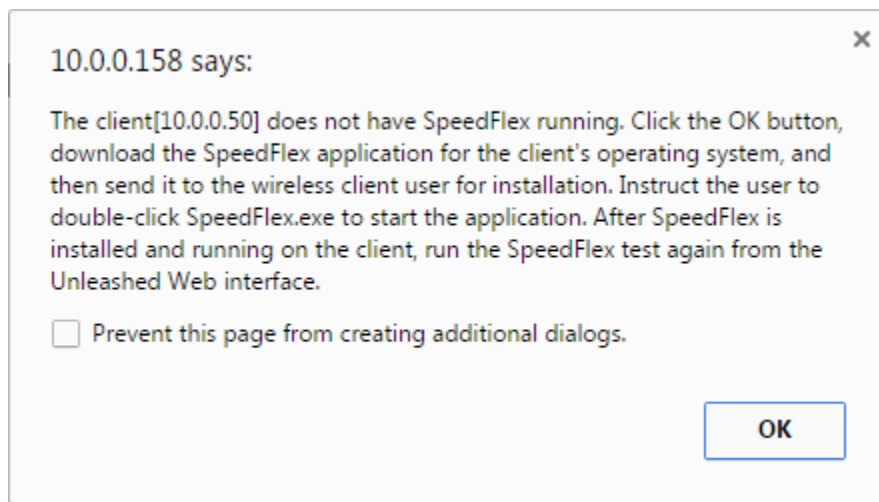 10.0.0.158 says:
The client[10.0.0.50] does not have SpeedFlex running. Click the OK button,
download the SpeedFlex application for the client's operating system, and
then send it to the wireless client user for installation. Instruct the user to
double-click SpeedFlex.exe to start the application. After SpeedFlex is
installed and running on the client, run the SpeedFlex test again from the
Unleashed Web interface.
Prevent this page from creating additional dialogs.
OK